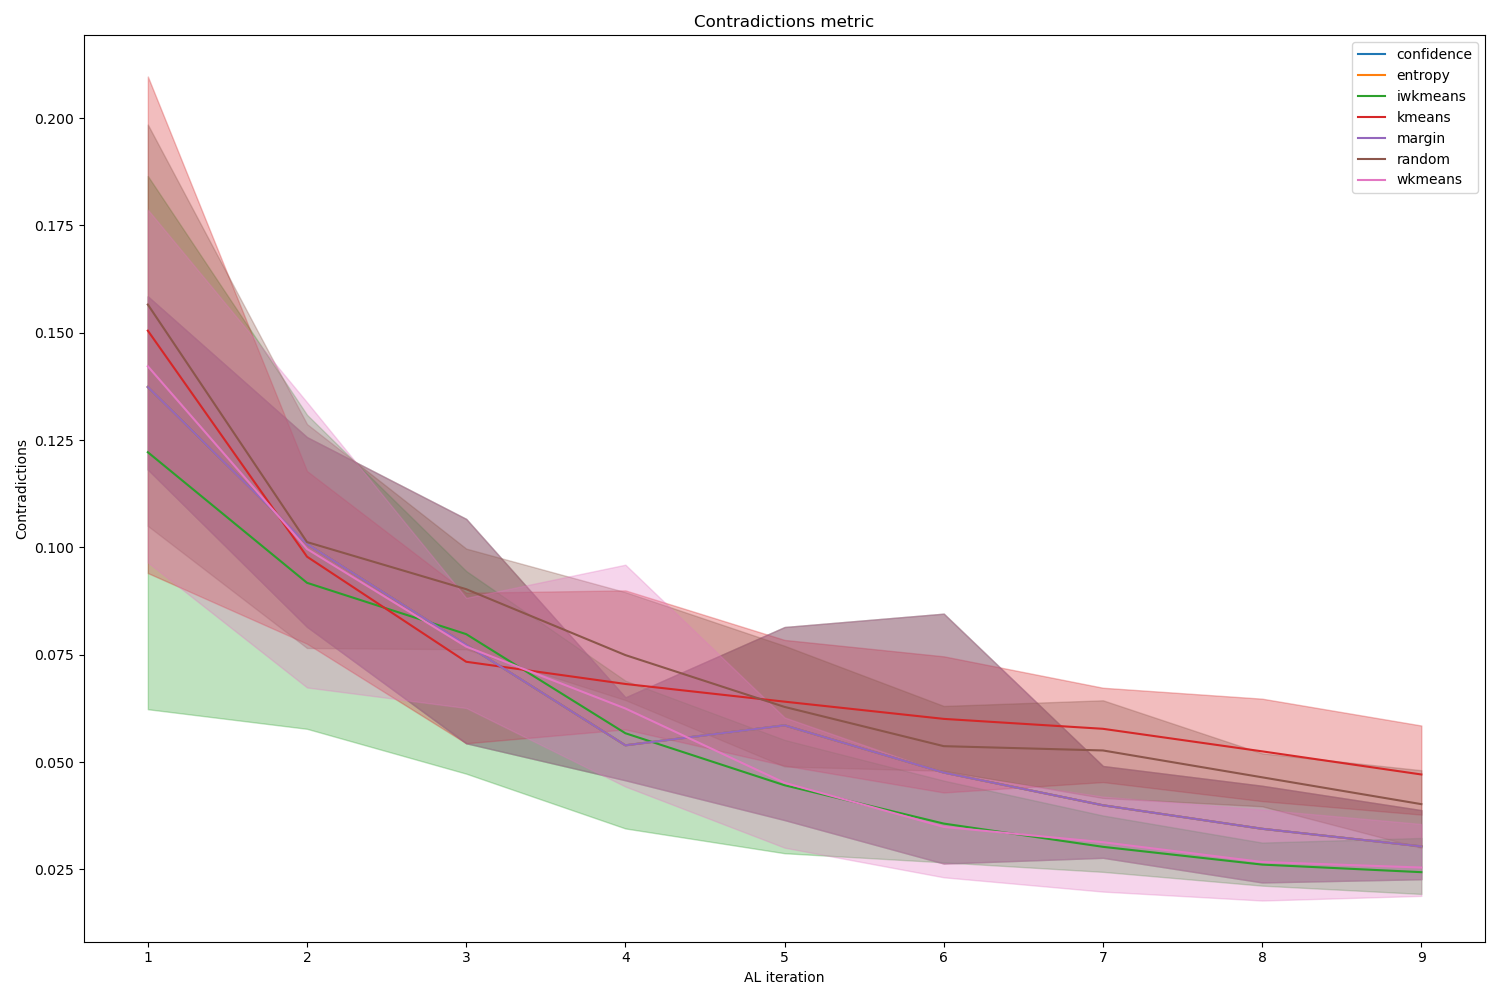 Contradictions metric
confidence
entropy
iwkmeans
kmeans
margin
random
wkmeans
Contradictions
0.200
0.175
0.150
0.125
0.100
0.075
0.050
0.025
1 2 3 4 5 6 7 8 9
AL iteration